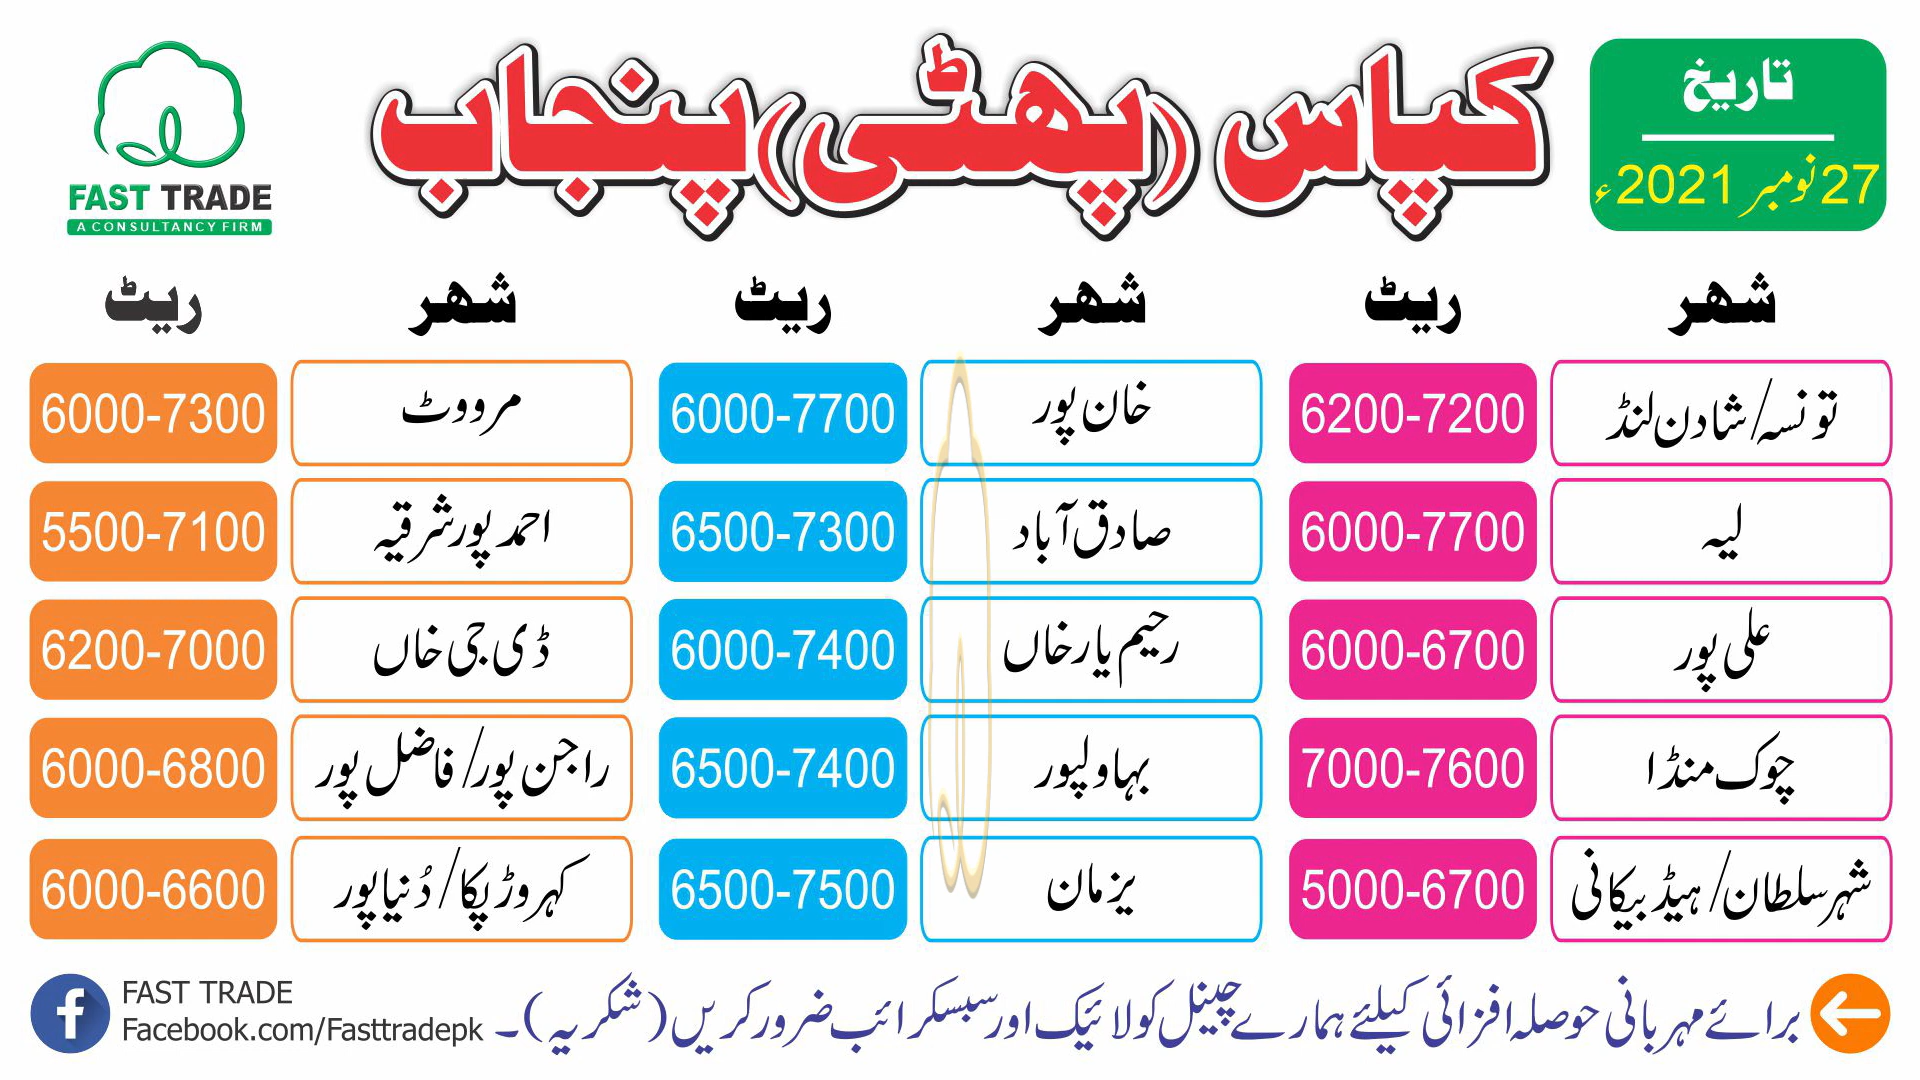 تاریخ
27 نومبر 2021ء
کپاس (پھٹی) پنجاب
FAST TRADE
A CONSULTANCY FIRM
شہر ریٹ شہر ریٹ شہر ریٹ
تونسہ/شادن لنڈ 6200-7200 خان پور 6000-7700 مرووٹ 6000-7300
لیہ 6000-7700 صادق آباد 6500-7300 احمد پور شرقیہ 5500-7100
علی پور 6000-6700 رحیم یار خاں 6000-7400 ڈی جی خاں 6200-7000
چوک منڈا 7000-7600 بہاولپور 6500-7400 راجن پور/فاضل پور 6000-6800
شہر سلطان/ہیڈ بیکانی 5000-6700 یزمان 6500-7500 کہروڑ پکا/دُنیا پور 6000-6600
برائے مہربانی حوصلہ افزائی کیلئے ہمارے چینل کو لائیک اور سبسکرائب ضرور کریں (شکریہ)۔
FAST TRADE
Facebook.com/Fasttradepk